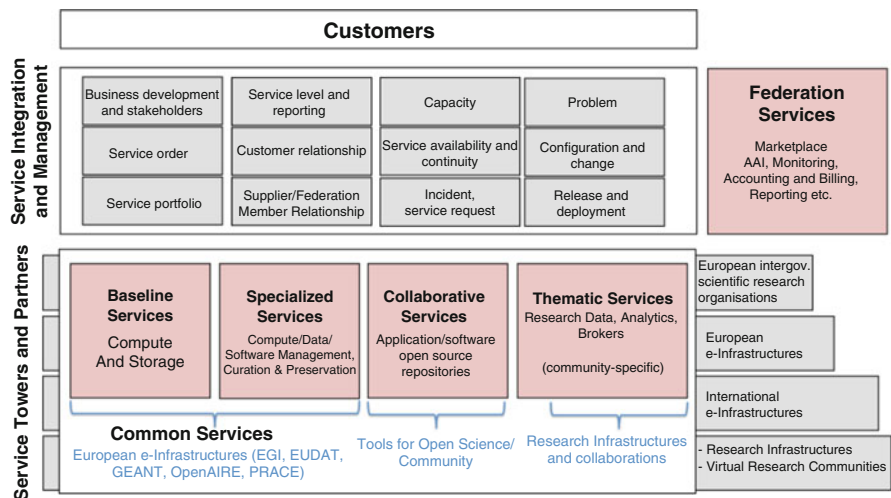 Customers
Service Integration
and Management
Business development
and stakeholders
Service level and
reporting
Capacity
Problem
Service order
Customer relationship
Service availability and
continuity
Configuration and
change
Service portfolio
Supplier/Federation
Member Relationship
Incident,
service request
Release and
deployment
Federation
Services
Marketplace
AAI, Monitoring,
Accounting and Billing,
Reporting etc.
Service Towers and Partners
Baseline
Services
Compute
And Storage
Specialized
Services
Compute/Data/
Software Management,
Curation & Preservation
Collaborative
Services
Application/software
open source
repositories
Thematic Services
Research Data, Analytics,
Brokers
(community-specific)
Common Services
European e-Infrastructures (EGI, EUDAT,
GEANT, OpenAIRE, PRACE)
Tools for Open Science/
Community
Research Infrastructures
and collaborations
European intergov.
scientific research
organisations
European
e-Infrastructures
International
e-Infrastructures
- Research Infrastructures
- Virtual Research Communities